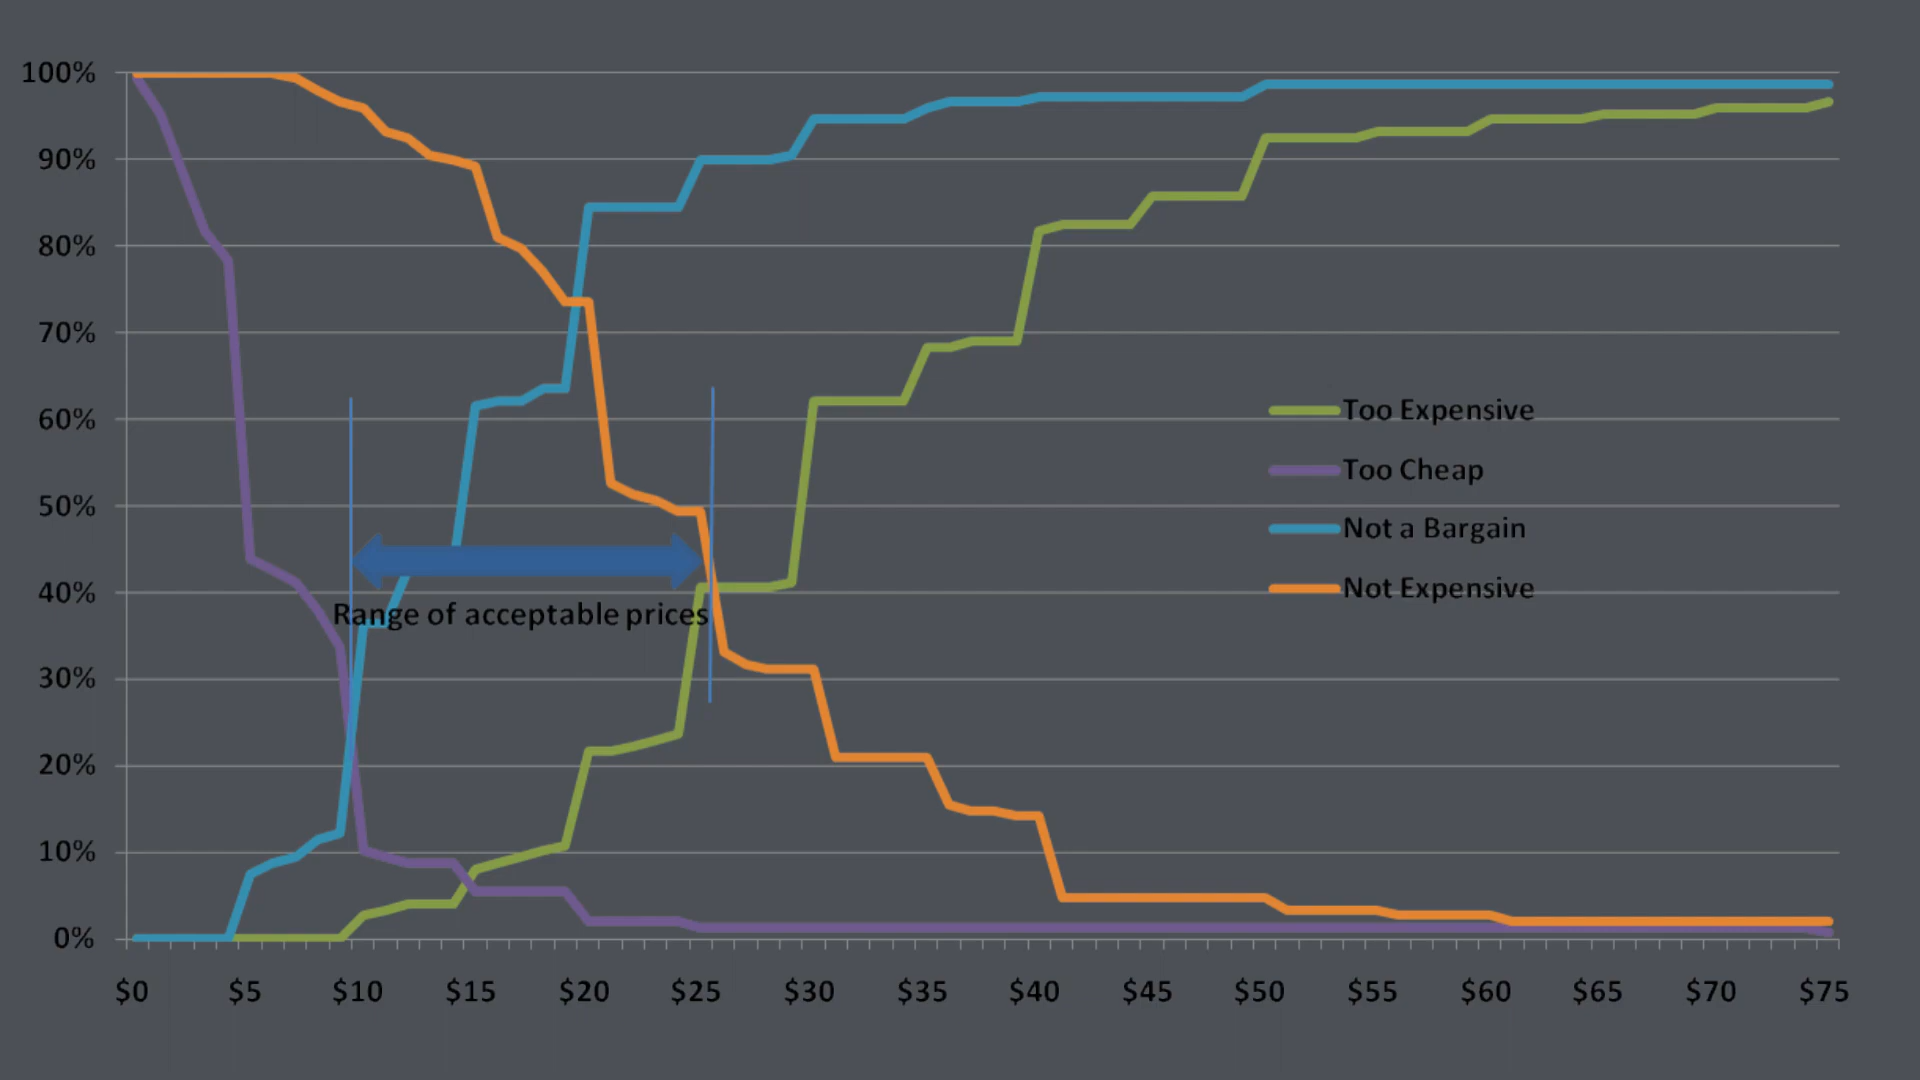 100%
90%
80%
70%
60%
50%
40%
30%
20%
10%
0%
Range of acceptable prices
Too Expensive
Too Cheap
Not a Bargain
Not Expensive
$0 $5 $10 $15 $20 $25 $30 $35 $40 $45 $50 $55 $60 $65 $70 $75